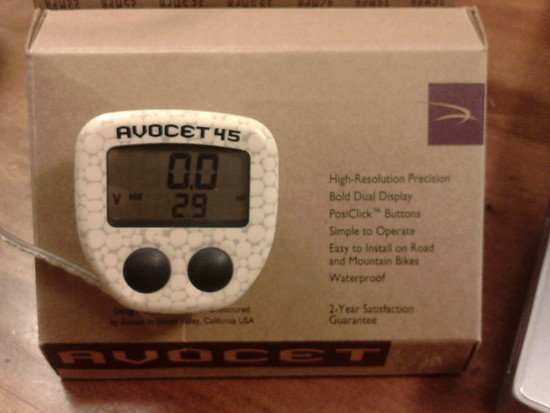 AVOCET 45
0.0
V MX 2.9 mi
High-Resolution Precision
Bold Dual Display
PosiClick™ Buttons
Simple to Operate
Easy to Install on Road
and Mountain Bikes
Waterproof
2-Year Satisfaction
Guarantee
by Avocet in Silicon Valley, California USA
AVOCET